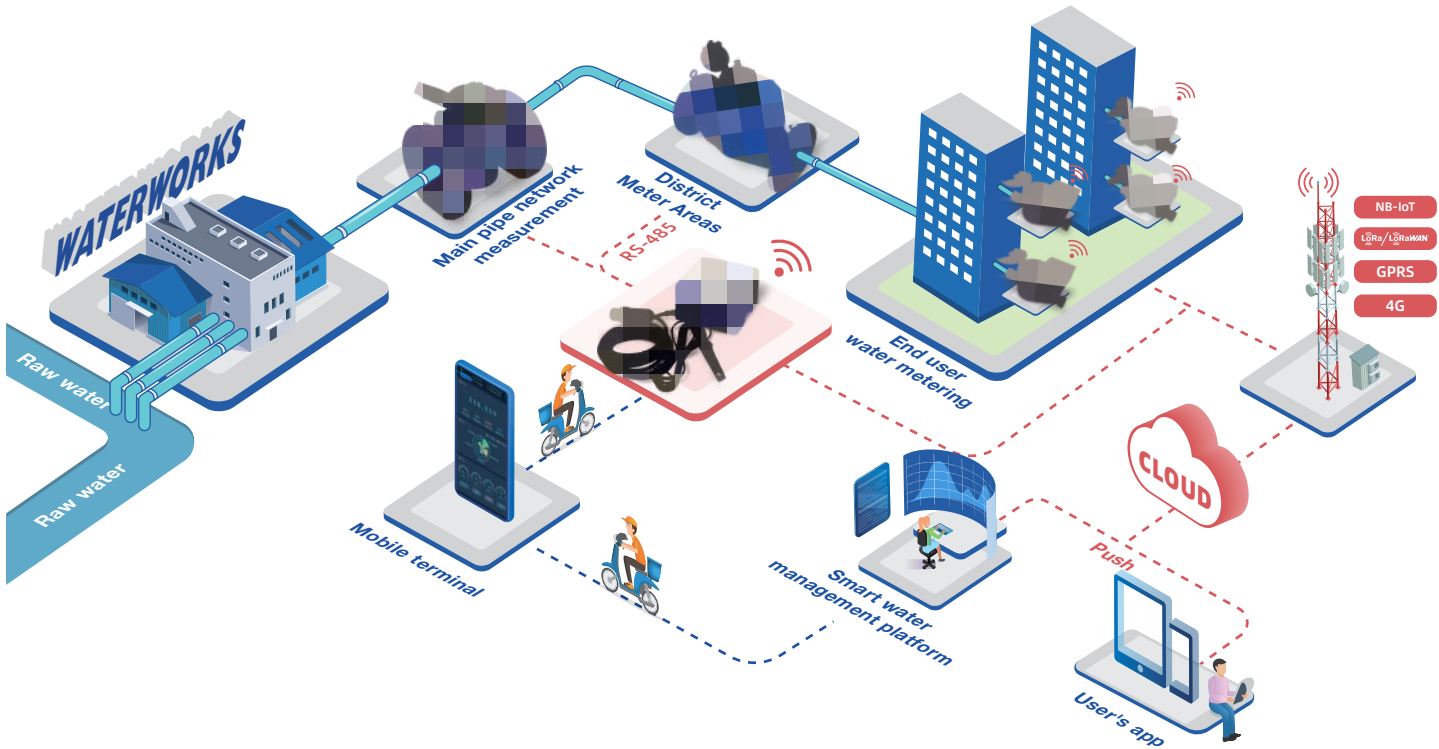 WATERWORKS
Raw water
Raw water
Main pipe network
measurement
District
Meter Areas
RS-485
End user
water metering
NB-IoT
LoRa/LoRaWAN
GPRS
4G
CLOUD
Mobile terminal
Smart water
management platform
Push
User's app